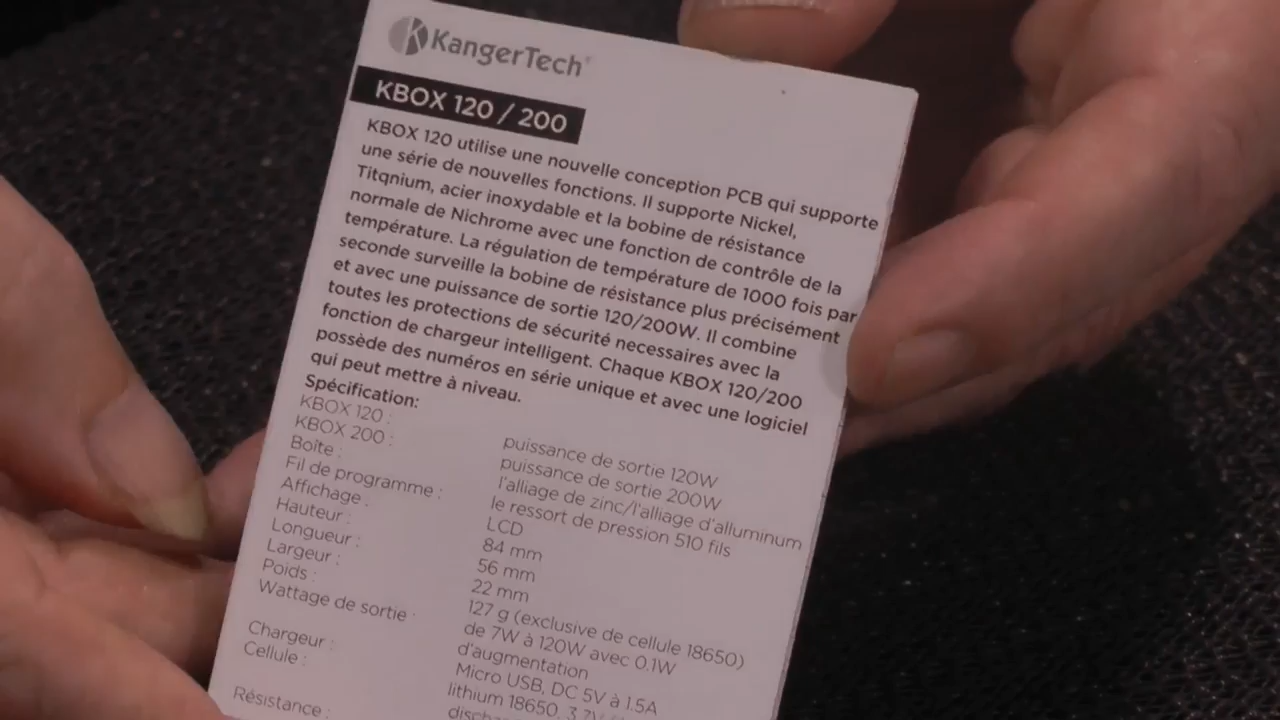 KangerTech
KBOX 120 / 200
KBOX 120 utilise une nouvelle conception PCB qui supporte
une série de nouvelles fonctions. Il supporte Nickel,
Titqnium, acier inoxydable et la bobine de résistance
normale de Nichrome avec une fonction de contrôle de la
température. La régulation de température de 1000 fois par
seconde surveille la bobine de résistance plus précisément
et avec une puissance de sortie 120/200W. Il combine
toutes les protections de sécurité necessaires avec la
fonction de chargeur intelligent. Chaque KBOX 120/200
possède des numéros en série unique et avec une logiciel
qui peut mettre à niveau.
Spécification:
KBOX 120 : puissance de sortie 120W
KBOX 200 : puissance de sortie 200W
Boîte : l'alliage de zinc/l'alliage d'alluminum
Fil de programme : le ressort de pression 510 fils
Affichage : LCD
Hauteur : 84 mm
Longueur : 56 mm
Largeur : 22 mm
Poids : 127 g (exclusive de cellule 18650)
Wattage de sortie : de 7W à 120W avec 0.1W
d'augmentation
Chargeur : Micro USB, DC 5V à 1.5A
Cellule : lithium 18650, 3.7V
Résistance :